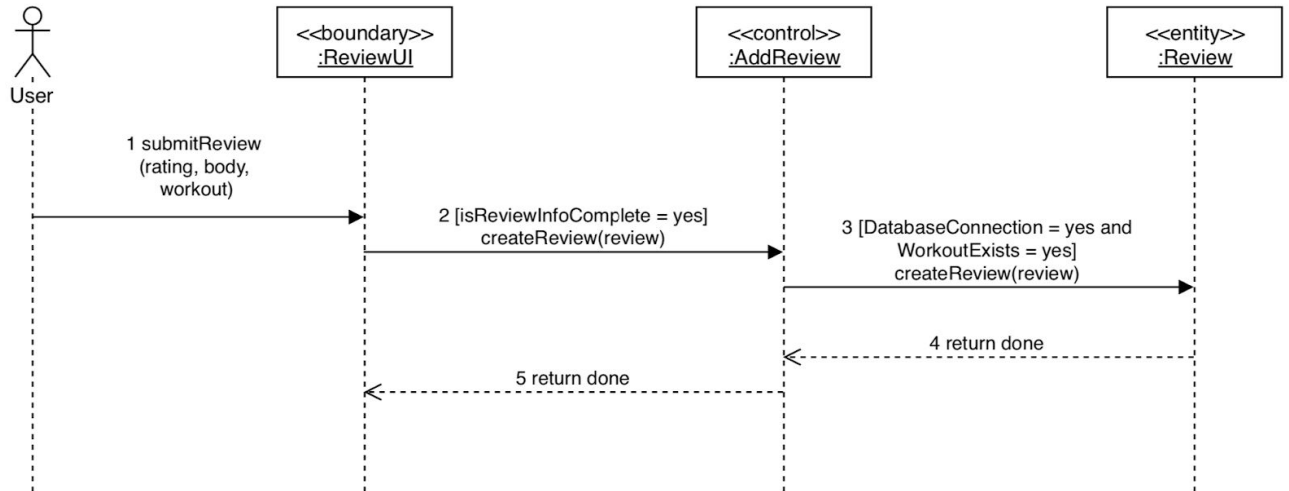 <<boundary>>
:ReviewUI
<<control>>
:AddReview
<<entity>>
:Review
User
1 submitReview
(rating, body,
workout)
2 [isReviewInfoComplete = yes]
createReview(review)
3 [DatabaseConnection = yes and
WorkoutExists = yes]
createReview(review)
4 return done
5 return done